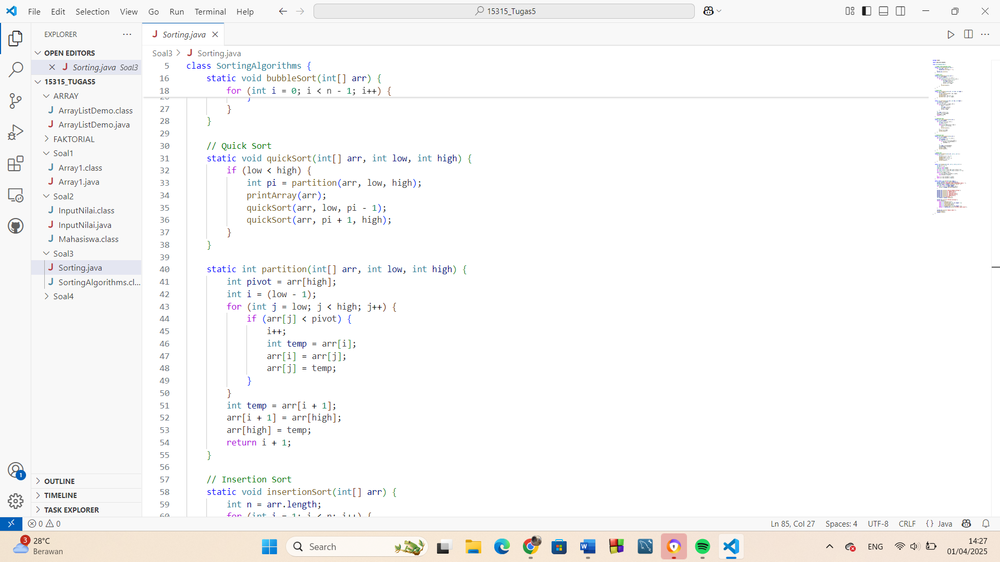 File Edit Selection View Go Run Terminal Help
15315_Tugas5
EXPLORER
OPEN EDITORS
Sorting.java Soal3
15315_TUGAS5
ARRAY
ArrayListDemo.class
ArrayListDemo.java
FAKTORIAL
Soal1
Array1.class
Array1.java
Soal2
InputNilai.class
InputNilai.java
Mahasiswa.class
Soal3
Sorting.java
SortingAlgorithms.cl...
Soal4
OUTLINE
TIMELINE
TASK EXPLORER
Sorting.java
Soal3 > Sorting.java
5 class SortingAlgorithms {
16 static void bubbleSort(int[] arr) {
18 for (int i = 0; i < n - 1; i++) {
27 }
28 }
29
30 // Quick Sort
31 static void quickSort(int[] arr, int low, int high) {
32 if (low < high) {
33 int pi = partition(arr, low, high);
34 printArray(arr);
35 quickSort(arr, low, pi - 1);
36 quickSort(arr, pi + 1, high);
37 }
38 }
39
40 static int partition(int[] arr, int low, int high) {
41 int pivot = arr[high];
42 int i = (low - 1);
43 for (int j = low; j < high; j++) {
44 if (arr[j] < pivot) {
45 i++;
46 int temp = arr[i];
47 arr[i] = arr[j];
48 arr[j] = temp;
49 }
50 }
51 int temp = arr[i + 1];
52 arr[i + 1] = arr[high];
53 arr[high] = temp;
54 return i + 1;
55 }
56
57 // Insertion Sort
58 static void insertionSort(int[] arr) {
59 int n = arr.length;
60 for (int i = 1; i < n; i++) {
1
0 0
Ln 85, Col 27 Spaces: 4 UTF-8 CRLF {} Java
3
28°C
Berawan
Search
ENG
14:27
01/04/2025